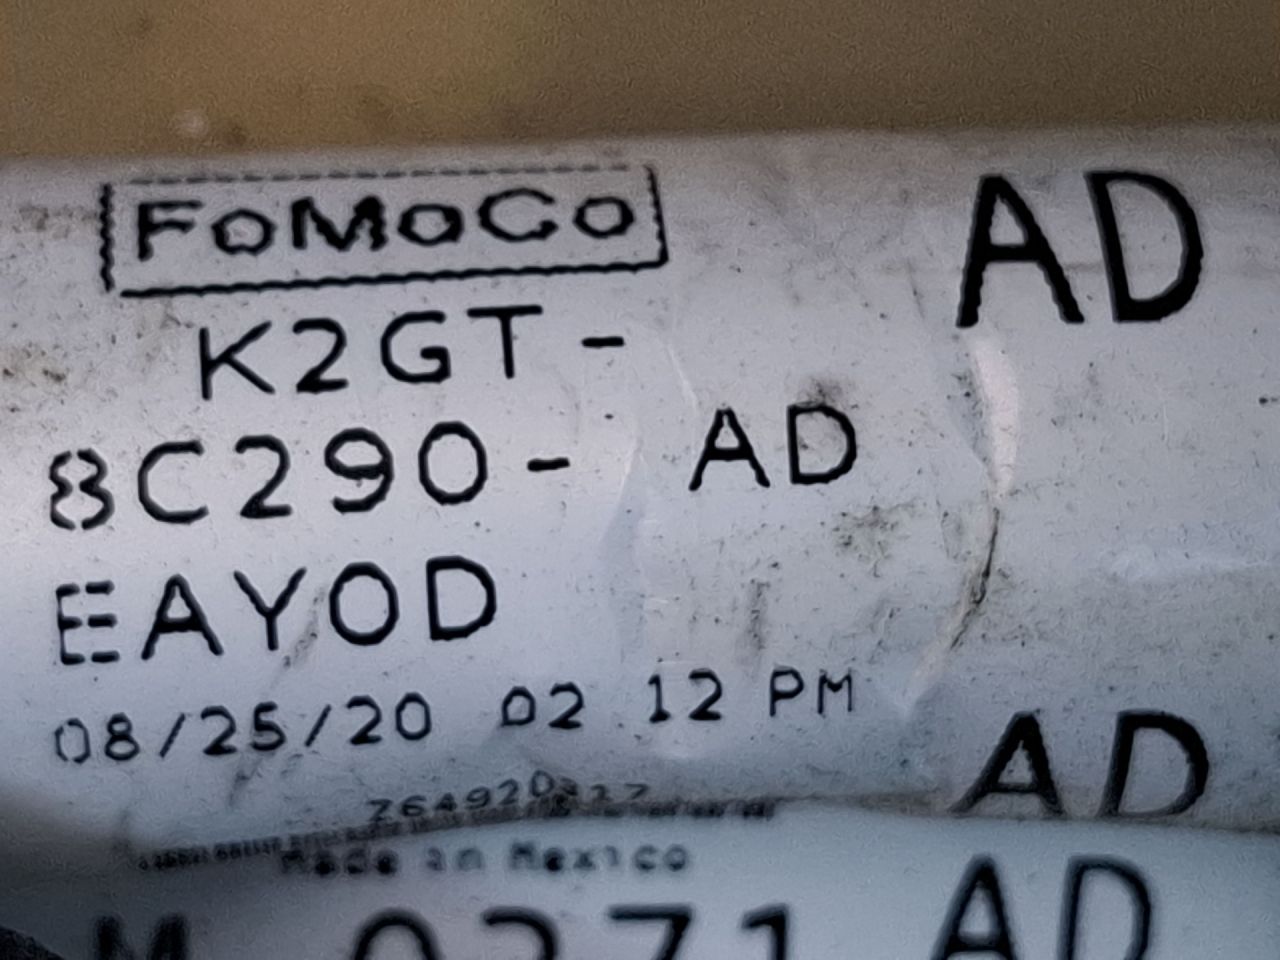 FoMoCo
AD
K2GT-
8C290- AD
EAYOD
08/25/20 02 12 PM
AD
Made in Mexico
AD